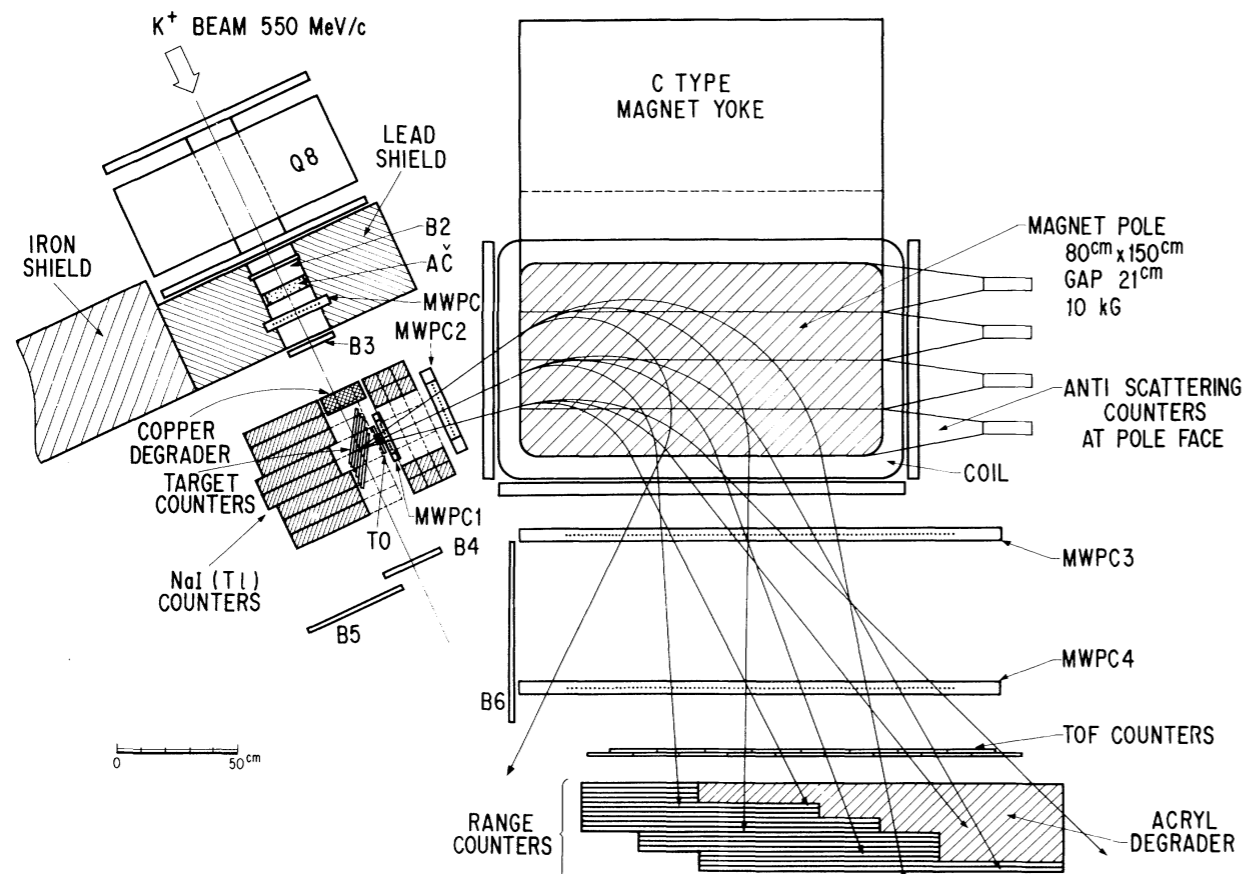 K⁺ BEAM 550 MeV/c
C TYPE
MAGNET YOKE
LEAD
SHIELD
Q8
B2
AČ
MWPC
MWPC2
IRON
SHIELD
B3
MAGNET POLE
80cm x 150cm
GAP 21cm
10 kG
ANTI SCATTERING
COUNTERS
AT POLE FACE
COIL
COPPER
DEGRADER
TARGET
COUNTERS
TO
MWPC1
B4
NaI (Tl)
COUNTERS
B5
B6
MWPC3
MWPC4
0 50cm
TOF COUNTERS
RANGE
COUNTERS
ACRYL
DEGRADER